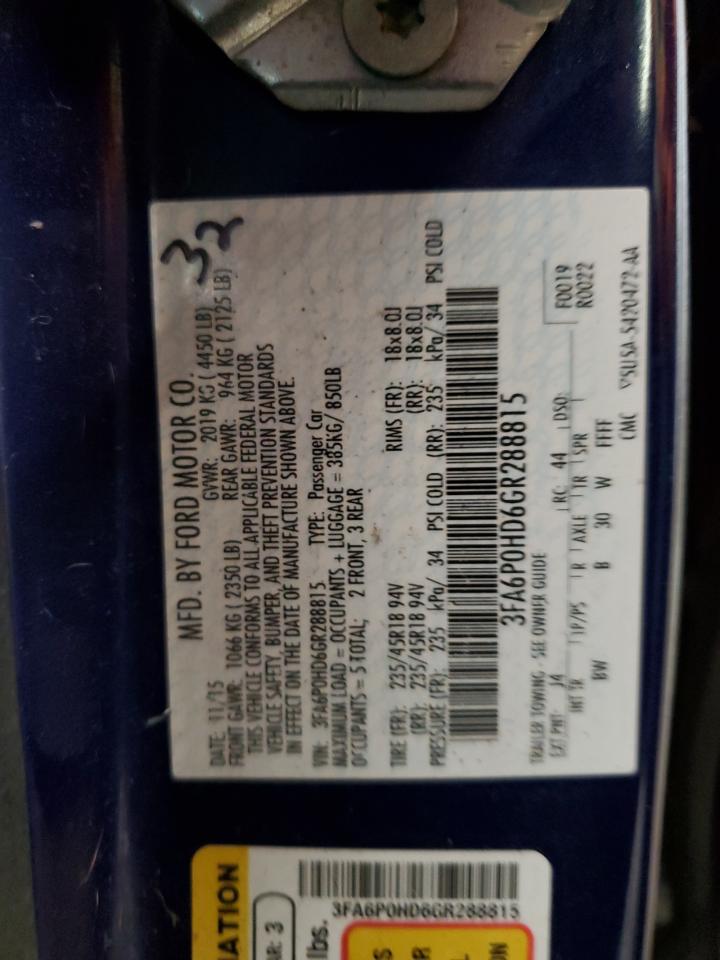 32
MFD. BY FORD MOTOR CO.
DATE: 11/15 GVWR: 2019 KG ( 4450 LB)
FRONT GAWR: 1066 KG ( 2350 LB) REAR GAWR: 964 KG ( 2125 LB)
THIS VEHICLE CONFORMS TO ALL APPLICABLE FEDERAL MOTOR
VEHICLE SAFETY, BUMPER, AND THEFT PREVENTION STANDARDS
IN EFFECT ON THE DATE OF MANUFACTURE SHOWN ABOVE.
VIN: 3FA6P0HD6GR288815 TYPE: Passenger Car
MAXIMUM LOAD = OCCUPANTS + LUGGAGE = 385KG/ 850LB
OCCUPANTS = 5 TOTAL; 2 FRONT, 3 REAR
TIRE (FR): 235/45R18 94V RIMS (FR): 18x8.0J
(RR): 235/45R18 94V (RR): 18x8.0J
PRESSURE (FR): 235 kPa/ 34 PSI COLD (RR): 235 kPa/ 34 PSI COLD
3FA6P0HD6GR288815
TRAILER TOWING - SEE OWNER GUIDE
EXT PNT: J4 RC: 44 DSO: F0019
INT TR TP/PS R AXLE TR SPR R0022
BW B 30 W FFFF
CMC 5U5A-5420472-AA
3FA6P0HD6GR288815
lbs.